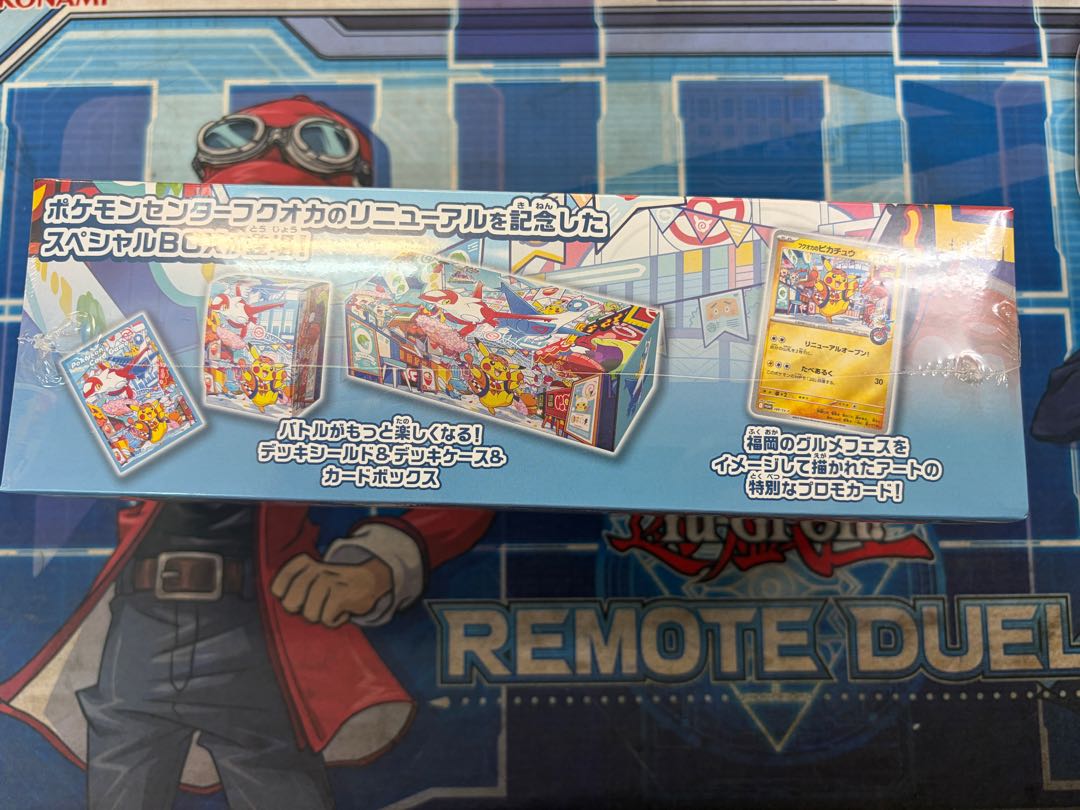 KONAMI
ポケモンセンターフクオカのリニューアルを記念した
スペシャルBOXが登場!
フクオカのピカチュウ
リニューアルオープン!
たべあるく
30
バトルがもっと楽しくなる!
デッキシールド&デッキケース&
カードボックス
福岡のグルメフェスを
イメージして描かれたアートの
特別なプロモカード!
Yu-Gi-Oh!
REMOTE DUEL